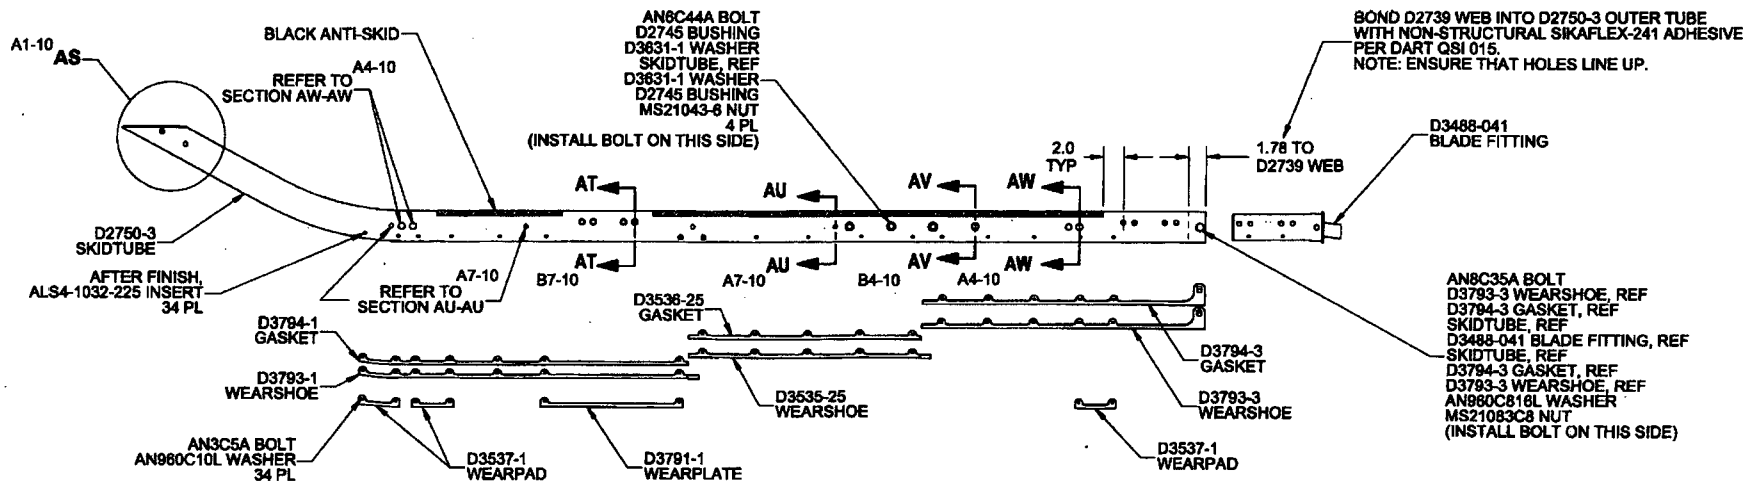 A1-10
AS
BLACK ANTI-SKID
A4-10
REFER TO
SECTION AW-AW
AN6C44A BOLT
D2745 BUSHING
D3631-1 WASHER
SKIDTUBE, REF
D3631-1 WASHER
D2745 BUSHING
MS21043-6 NUT
4 PL
(INSTALL BOLT ON THIS SIDE)
BOND D2739 WEB INTO D2750-3 OUTER TUBE
WITH NON-STRUCTURAL SIKAFLEX-241 ADHESIVE
PER DART QSI 015.
NOTE: ENSURE THAT HOLES LINE UP.
D3488-041
BLADE FITTING
2.0
TYP
1.78 TO
D2739 WEB
AT
AU
AV
AW
D2750-3
SKIDTUBE
AFTER FINISH,
ALS4-1032-225 INSERT
34 PL
REFER TO
SECTION AU-AU
A7-10
B7-10
AT
A7-10
AU
B4-10
AV
A4-10
AW
D3794-1
GASKET
D3793-1
WEARSHOE
AN3C5A BOLT
AN960C10L WASHER
34 PL
D3537-1
WEARPAD
D3791-1
WEARPLATE
D3536-25
GASKET
D3535-25
WEARSHOE
D3794-3
GASKET
D3793-3
WEARSHOE
D3537-1
WEARPAD
AN8C35A BOLT
D3793-3 WEARSHOE, REF
D3794-3 GASKET, REF
SKIDTUBE, REF
D3488-041 BLADE FITTING, REF
SKIDTUBE, REF
D3794-3 GASKET, REF
D3793-3 WEARSHOE, REF
AN960C816L WASHER
MS21083C8 NUT
(INSTALL BOLT ON THIS SIDE)